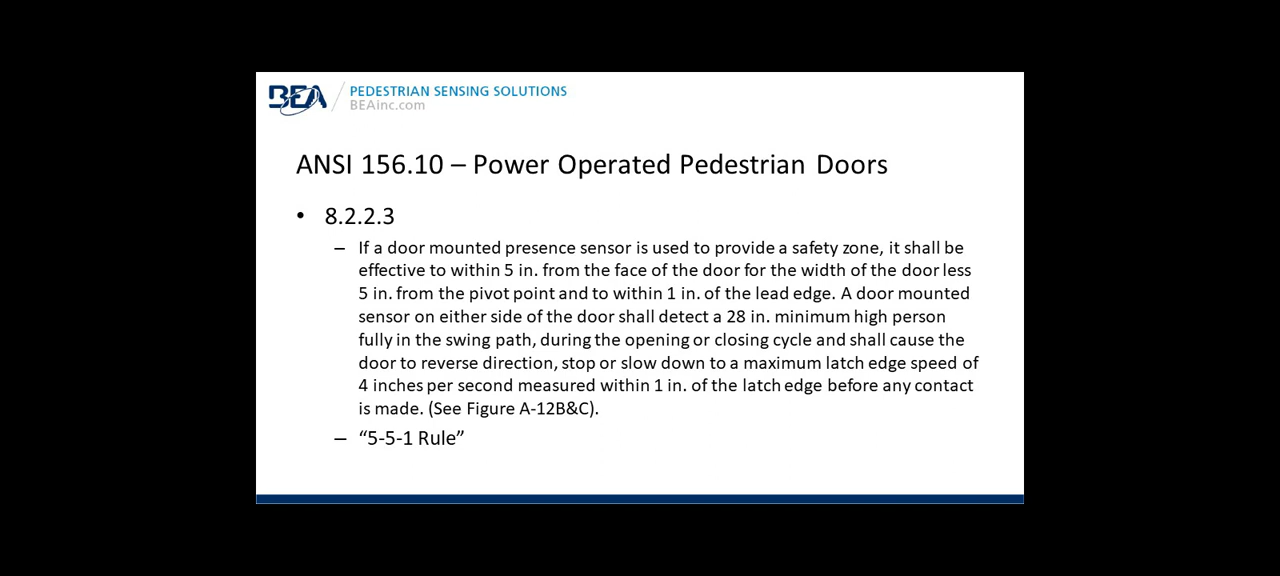 BEA
PEDESTRIAN SENSING SOLUTIONS
BEAinc.com
ANSI 156.10 – Power Operated Pedestrian Doors
• 8.2.2.3
– If a door mounted presence sensor is used to provide a safety zone, it shall be
effective to within 5 in. from the face of the door for the width of the door less
5 in. from the pivot point and to within 1 in. of the lead edge. A door mounted
sensor on either side of the door shall detect a 28 in. minimum high person
fully in the swing path, during the opening or closing cycle and shall cause the
door to reverse direction, stop or slow down to a maximum latch edge speed of
4 inches per second measured within 1 in. of the latch edge before any contact
is made. (See Figure A-12B&C).
– “5-5-1 Rule”